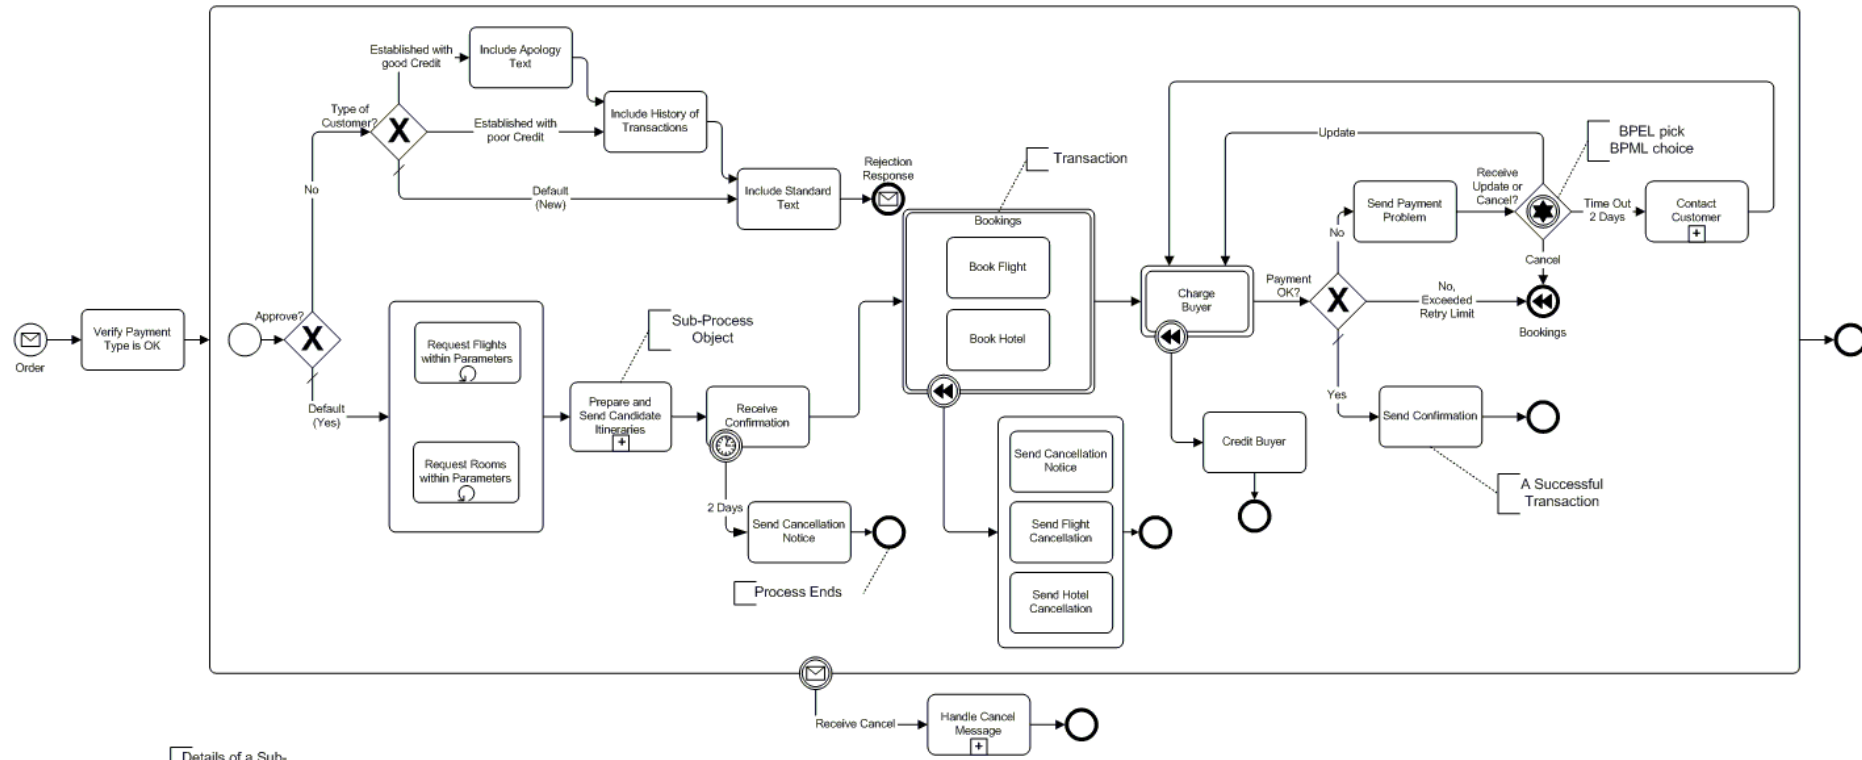 Order
Verify Payment
Type is OK
Approve?
No
Default
(Yes)
Type of
Customer?
X
X
Established with
good Credit
Include Apology
Text
Established with
poor Credit
Include History of
Transactions
Default
(New)
Include Standard
Text
Rejection
Response
Request Flights
within Parameters
Request Rooms
within Parameters
Sub-Process
Object
Prepare and
Send Candidate
Itineraries
+
Receive
Confirmation
2 Days
Send Cancellation
Notice
Process Ends
Transaction
Bookings
Book Flight
Book Hotel
Send Cancellation
Notice
Send Flight
Cancellation
Send Hotel
Cancellation
Charge
Buyer
Credit Buyer
Payment
OK?
X
No
Send Payment
Problem
Update
Receive
Update or
Cancel?
BPEL pick
BPML choice
Time Out
2 Days
Contact
Customer
+
Cancel
No,
Exceeded
Retry Limit
Bookings
Yes
Send Confirmation
A Successful
Transaction
Receive Cancel
Handle Cancel
Message
+
Details of a Sub-